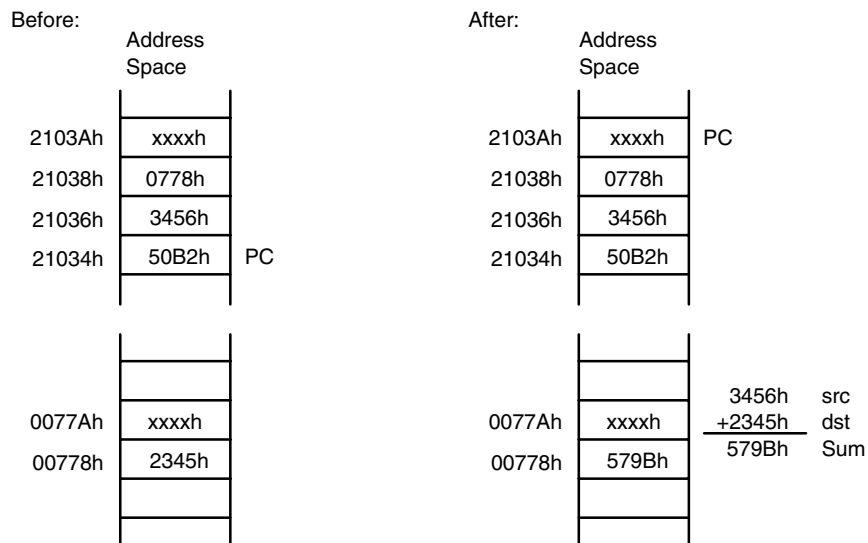 Before:
Address
Space
2103Ah xxxxh
21038h 0778h
21036h 3456h
21034h 50B2h PC
0077Ah xxxxh
00778h 2345h
After:
Address
Space
2103Ah xxxxh PC
21038h 0778h
21036h 3456h
21034h 50B2h
0077Ah xxxxh
00778h 579Bh
3456h src
+2345h dst
579Bh Sum